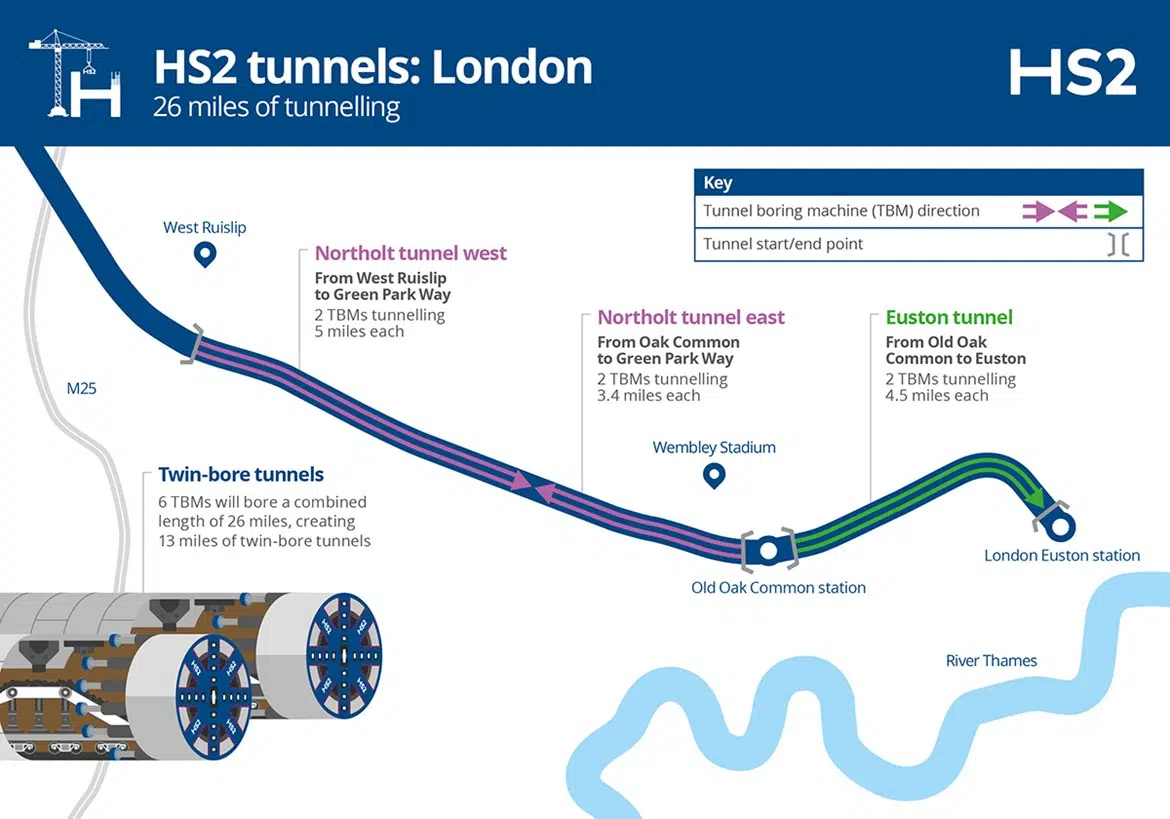 HS2 tunnels: London
26 miles of tunnelling
HS2
HS2
Key
Tunnel boring machine (TBM) direction
Tunnel start/end point
West Ruislip
Northolt tunnel west
From West Ruislip
to Green Park Way
2 TBMs tunnelling
5 miles each
Northolt tunnel east
From Oak Common
to Green Park Way
2 TBMs tunnelling
3.4 miles each
Euston tunnel
From Old Oak
Common to Euston
2 TBMs tunnelling
4.5 miles each
M25
Wembley Stadium
Twin-bore tunnels
6 TBMs will bore a combined
length of 26 miles, creating
13 miles of twin-bore tunnels
London Euston station
Old Oak Common station
River Thames
HS2
HS2
HS2
HS2
HS2
HS2
HS2
HS2